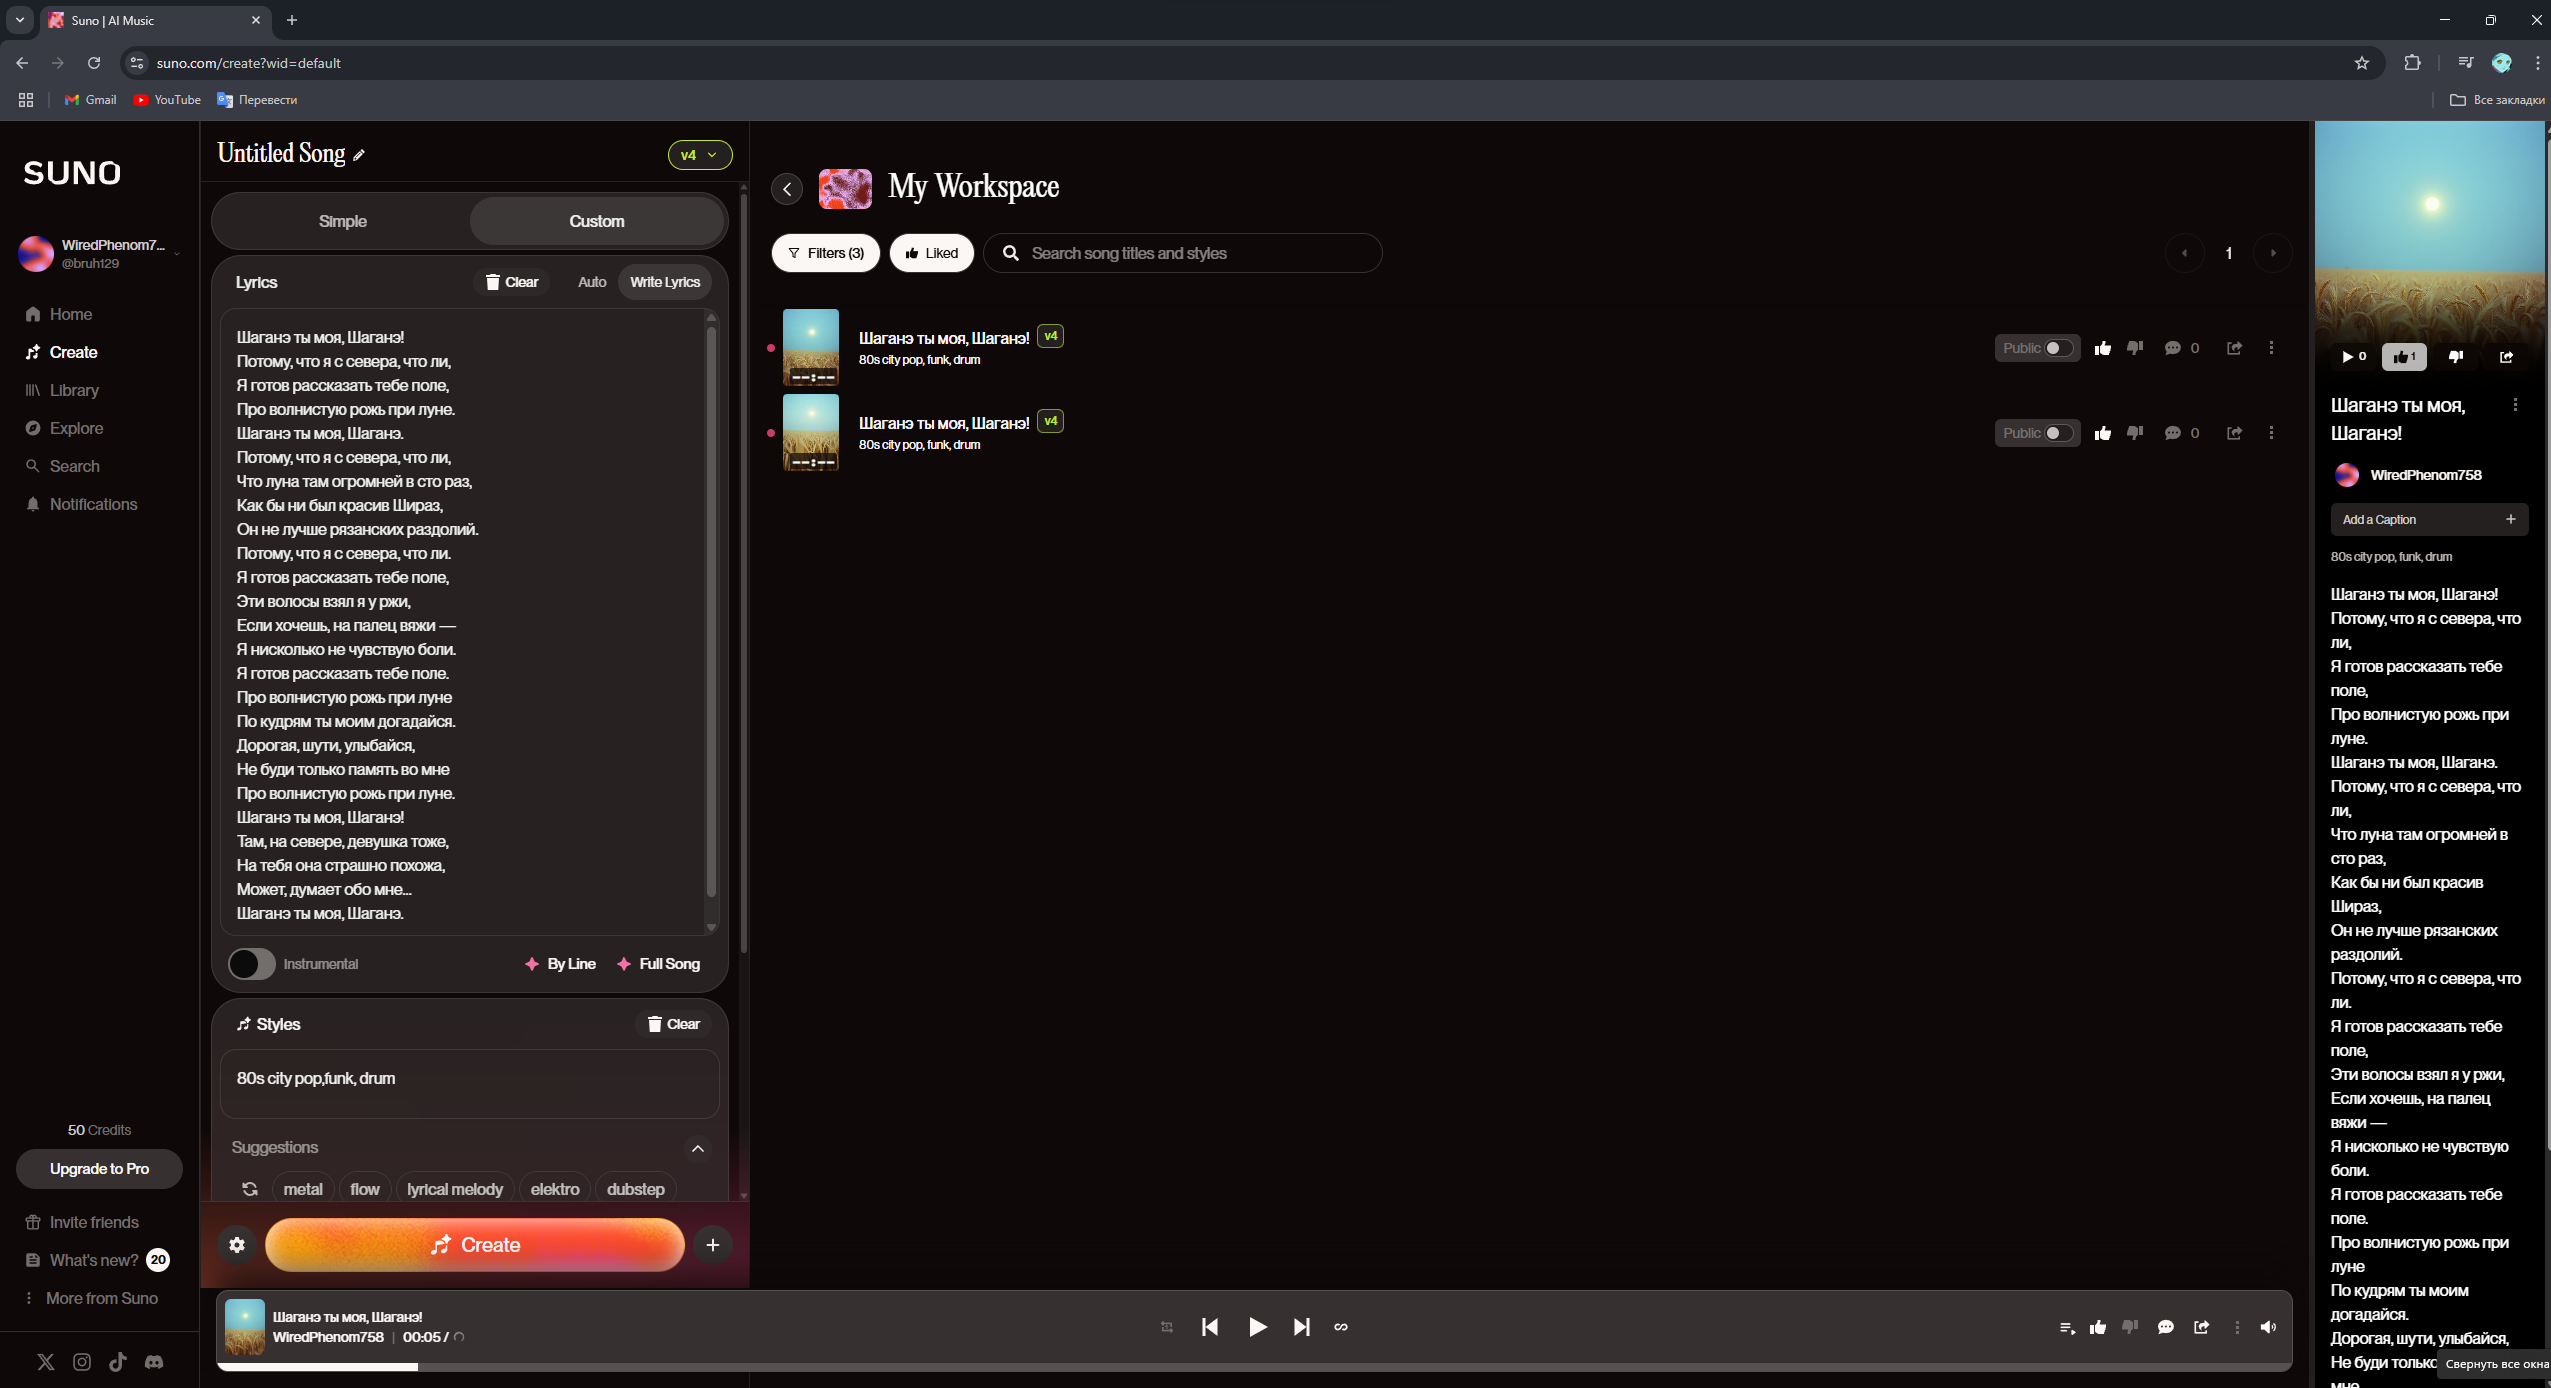 Suno | AI Music
suno.com/create?wid=default
Gmail
YouTube
Перевести
Все закладки
SUNO
WiredPhenom7...
@bruh129
Home
Create
Library
Explore
Search
Notifications
50 Credits
Upgrade to Pro
Invite friends
What's new? 20
More from Suno
Untitled Song
v4
Simple
Custom
Lyrics
Clear
Auto
Write Lyrics
Шаганэ ты моя, Шаганэ!
Потому, что я с севера, что ли,
Я готов рассказать тебе поле,
Про волнистую рожь при луне.
Шаганэ ты моя, Шаганэ.
Потому, что я с севера, что ли,
Что луна там огромней в сто раз,
Как бы ни был красив Шираз,
Он не лучше рязанских раздолий.
Потому, что я с севера, что ли.
Я готов рассказать тебе поле,
Эти волосы взял я у ржи,
Если хочешь, на палец вяжи —
Я нисколько не чувствую боли.
Я готов рассказать тебе поле.
Про волнистую рожь при луне
По кудрям ты моим догадайся.
Дорогая, шути, улыбайся,
Не буди только память во мне
Про волнистую рожь при луне.
Шаганэ ты моя, Шаганэ!
Там, на севере, девушка тоже,
На тебя она страшно похожа,
Может, думает обо мне...
Шаганэ ты моя, Шаганэ.
Instrumental
By Line
Full Song
Styles
Clear
80s city pop,funk, drum
Suggestions
metal
flow
lyrical melody
elektro
dubstep
Create
My Workspace
Filters (3)
Liked
Search song titles and styles
1
Шаганэ ты моя, Шаганэ! v4
80s city pop, funk, drum
--:--
Public
0
Шаганэ ты моя, Шаганэ! v4
80s city pop, funk, drum
--:--
Public
0
0
1
Шаганэ ты моя,
Шаганэ!
WiredPhenom758
Add a Caption
80s city pop, funk, drum
Шаганэ ты моя, Шаганэ!
Потому, что я с севера, что
ли,
Я готов рассказать тебе
поле,
Про волнистую рожь при
луне.
Шаганэ ты моя, Шаганэ.
Потому, что я с севера, что
ли,
Что луна там огромней в
сто раз,
Как бы ни был красив
Шираз,
Он не лучше рязанских
раздолий.
Потому, что я с севера, что
ли.
Я готов рассказать тебе
поле,
Эти волосы взял я у ржи,
Если хочешь, на палец
вяжи —
Я нисколько не чувствую
боли.
Я готов рассказать тебе
поле.
Про волнистую рожь при
луне
По кудрям ты моим
догадайся.
Дорогая, шути, улыбайся,
Не буди только
мне
Свернуть все окна
Шаганэ ты моя, Шаганэ!
WiredPhenom758 | 00:05 /